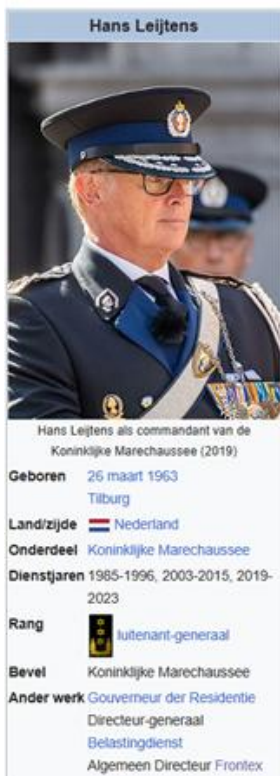 Hans Leijtens
Hans Leijtens als commandant van de
Koninklijke Marechaussee (2019)
Geboren 26 maart 1963
Tilburg
Land/zijde Nederland
Onderdeel Koninklijke Marechaussee
Dienstjaren 1985-1996, 2003-2015, 2019-
2023
Rang luitenant-generaal
Bevel Koninklijke Marechaussee
Ander werk Gouverneur de Residentie
Directeur-generaal
Belastingdienst
Algemeen Directeur Frontex